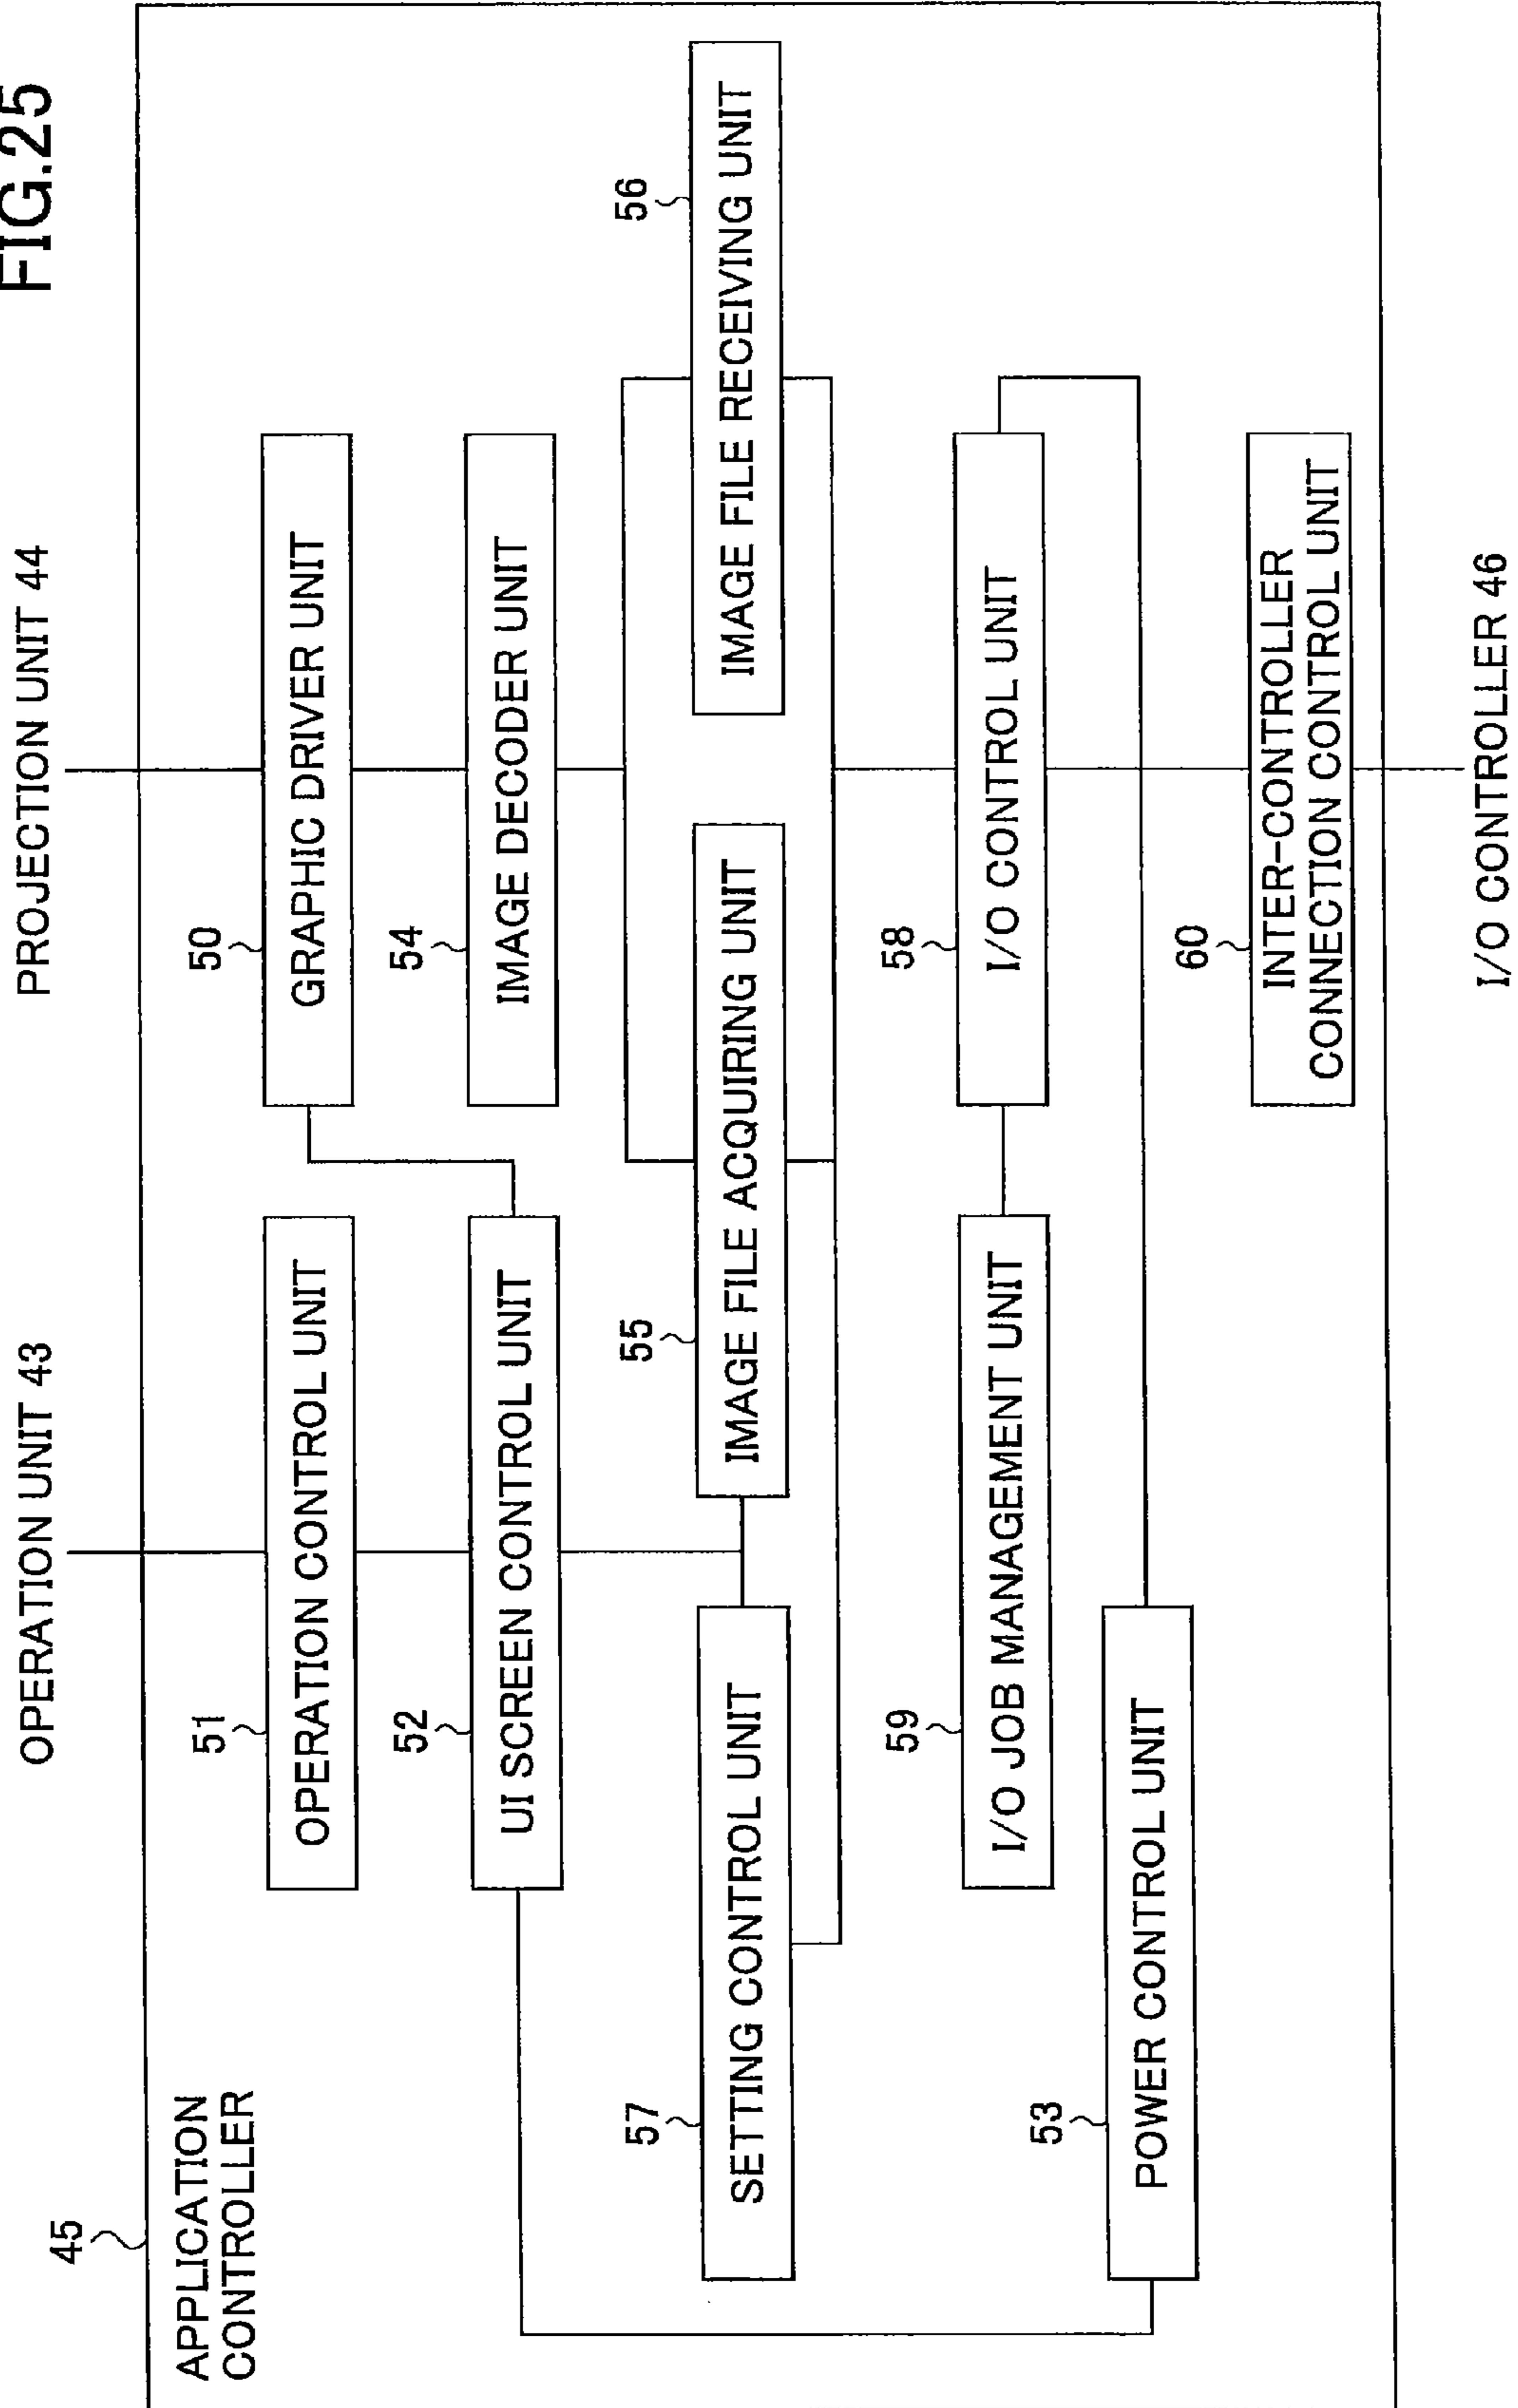 FIG.25
OPERATION UNIT 43
PROJECTION UNIT 44
45
APPLICATION
CONTROLLER
51
OPERATION CONTROL UNIT
50
GRAPHIC DRIVER UNIT
52
UI SCREEN CONTROL UNIT
54
IMAGE DECODER UNIT
57
SETTING CONTROL UNIT
55
IMAGE FILE ACQUIRING UNIT
56
IMAGE FILE RECEIVING UNIT
59
I/O JOB MANAGEMENT UNIT
58
I/O CONTROL UNIT
53
POWER CONTROL UNIT
60
INTER-CONTROLLER
CONNECTION CONTROL UNIT
I/O CONTROLLER 46